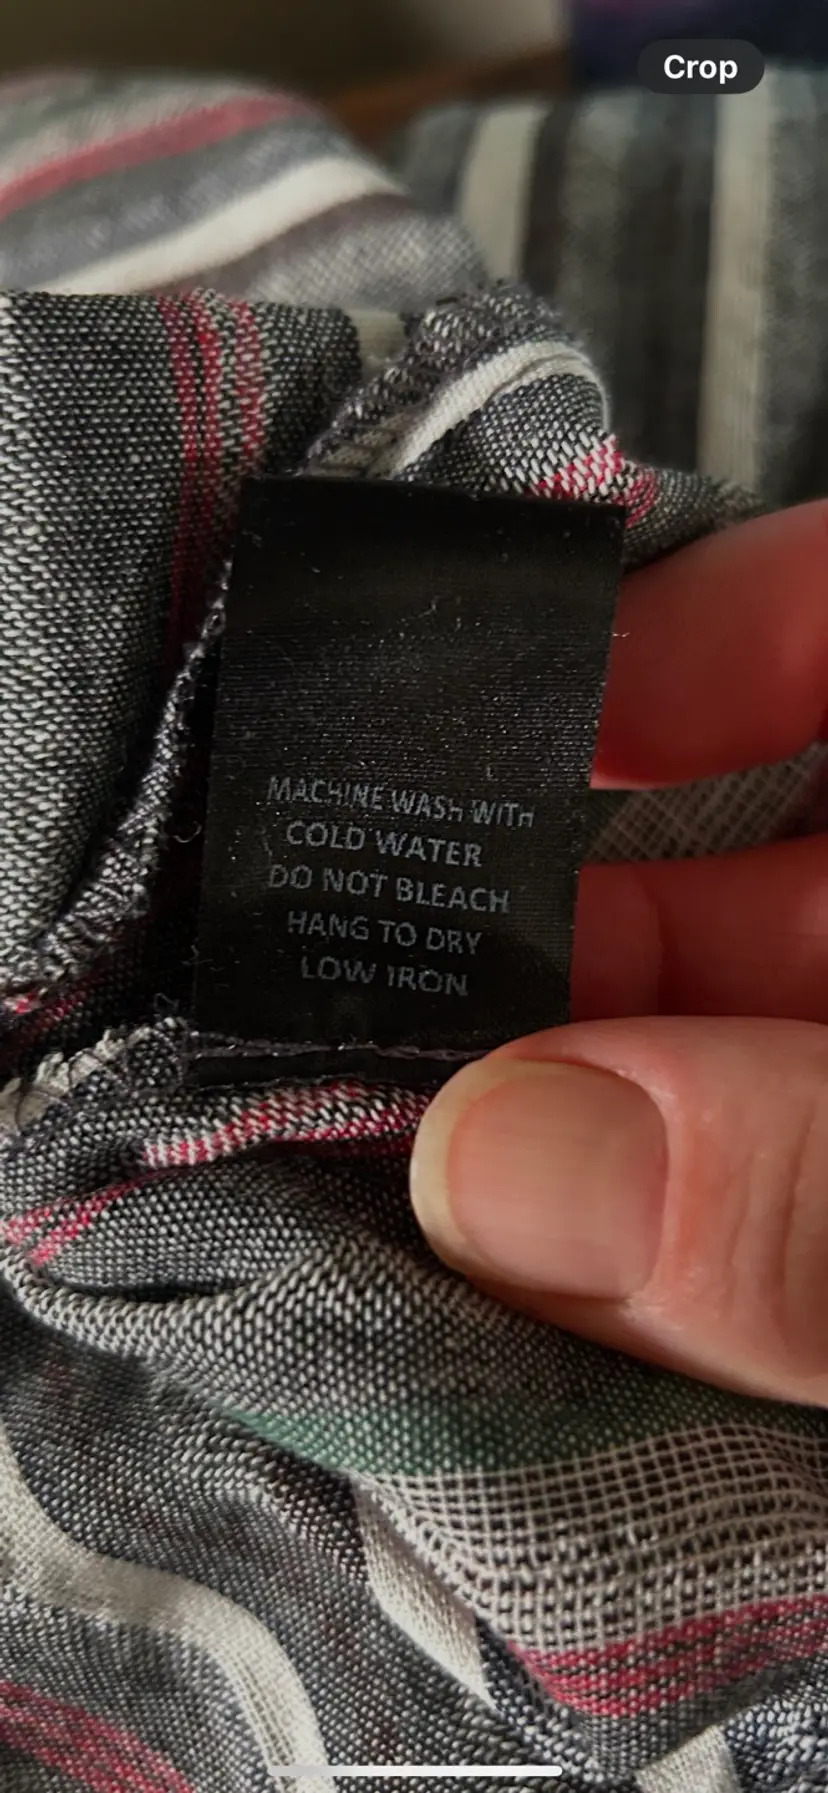 Crop
MACHINE WASH WITH
COLD WATER
DO NOT BLEACH
HANG TO DRY
LOW IRON